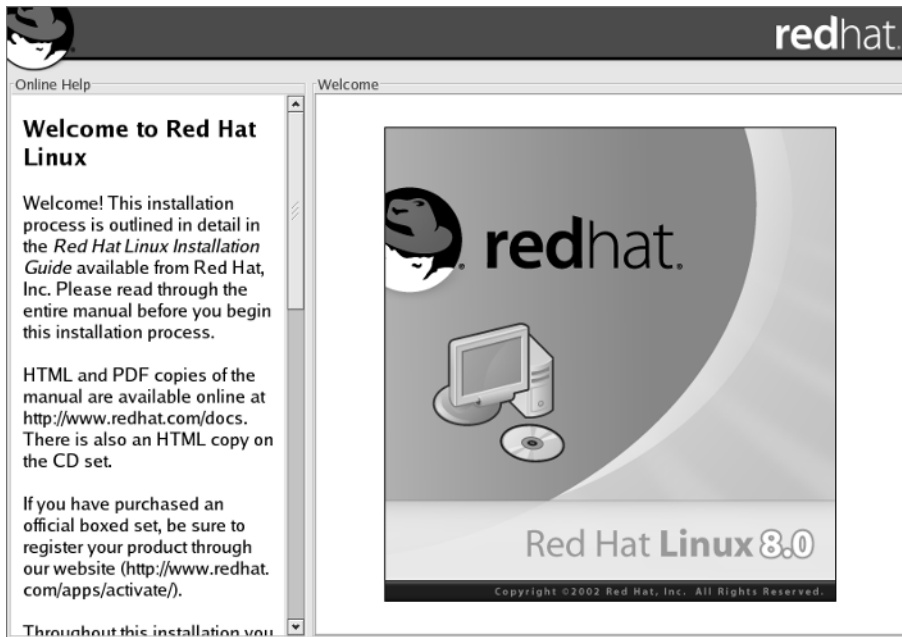 redhat.
Online Help
Welcome to Red Hat
Linux
Welcome! This installation
process is outlined in detail in
the Red Hat Linux Installation
Guide available from Red Hat,
Inc. Please read through the
entire manual before you begin
this installation process.
HTML and PDF copies of the
manual are available online at
http://www.redhat.com/docs.
There is also an HTML copy on
the CD set.
If you have purchased an
official boxed set, be sure to
register your product through
our website (http://www.redhat.
com/apps/activate/).
Throughout this installation you
Welcome
redhat.
Red Hat Linux 8.0
Copyright ©2002 Red Hat, Inc. All Rights Reserved.